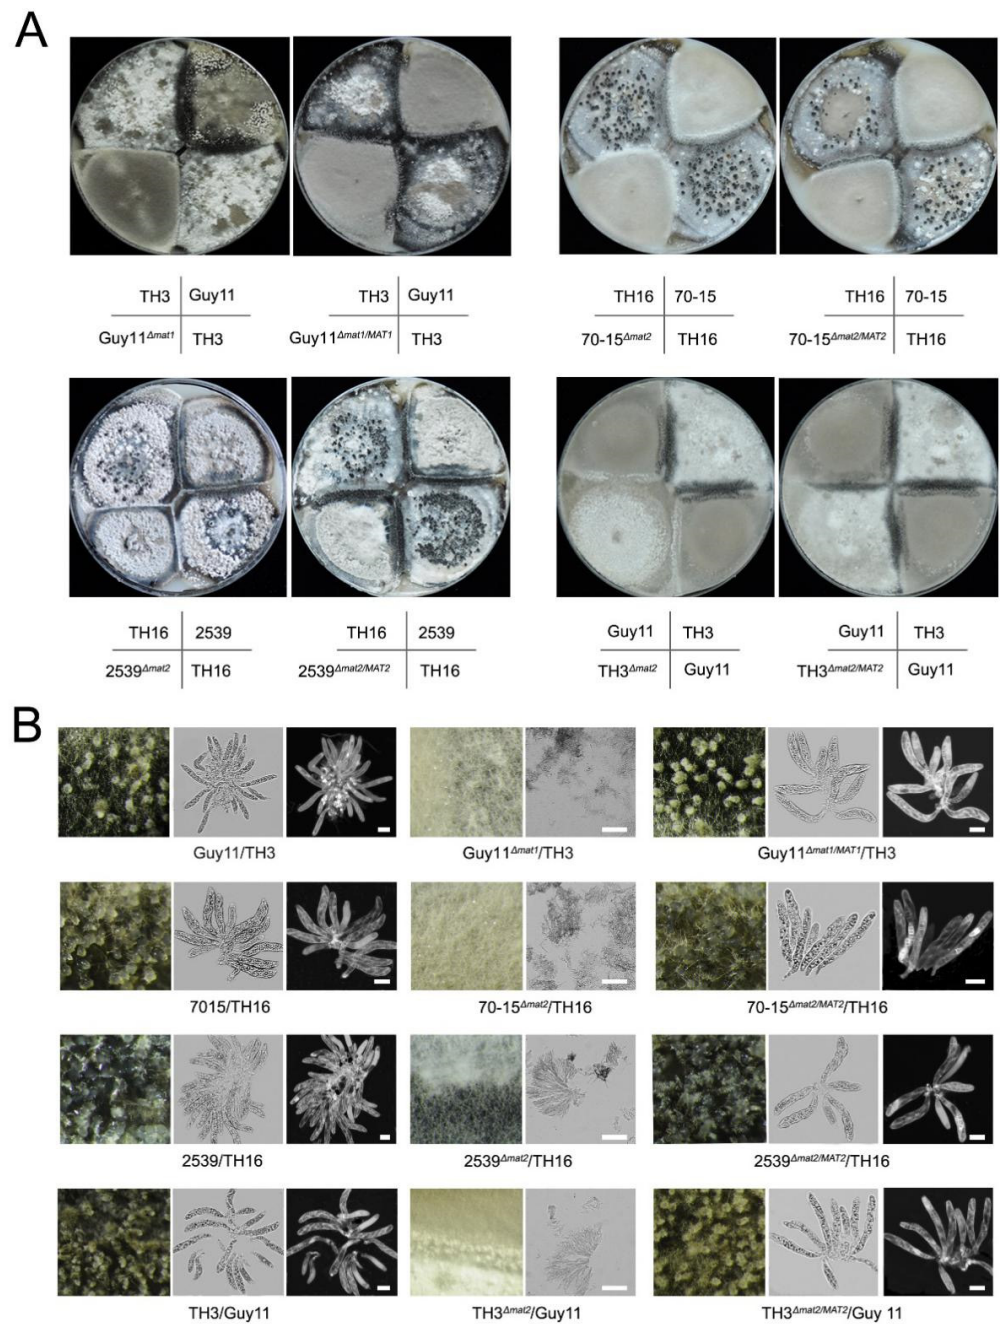 A
TH3 Guy11 TH3 Guy11 TH16 70-15 TH16 70-15
Guy11Δmat1 TH3 Guy11Δmat1/MAT1 TH3 70-15Δmat2 TH16 70-15Δmat2/MAT2 TH16
TH16 2539 TH16 2539 Guy11 TH3 Guy11 TH3
2539Δmat2 TH16 2539Δmat2/MAT2 TH16 TH3Δmat2 Guy11 TH3Δmat2/MAT2 Guy11
B
Guy11/TH3 Guy11Δmat1/TH3 Guy11Δmat1/MAT1/TH3
7015/TH16 70-15Δmat2/TH16 70-15Δmat2/MAT2/TH16
2539/TH16 2539Δmat2/TH16 2539Δmat2/MAT2/TH16
TH3/Guy11 TH3Δmat2/Guy11 TH3Δmat2/MAT2/Guy 11